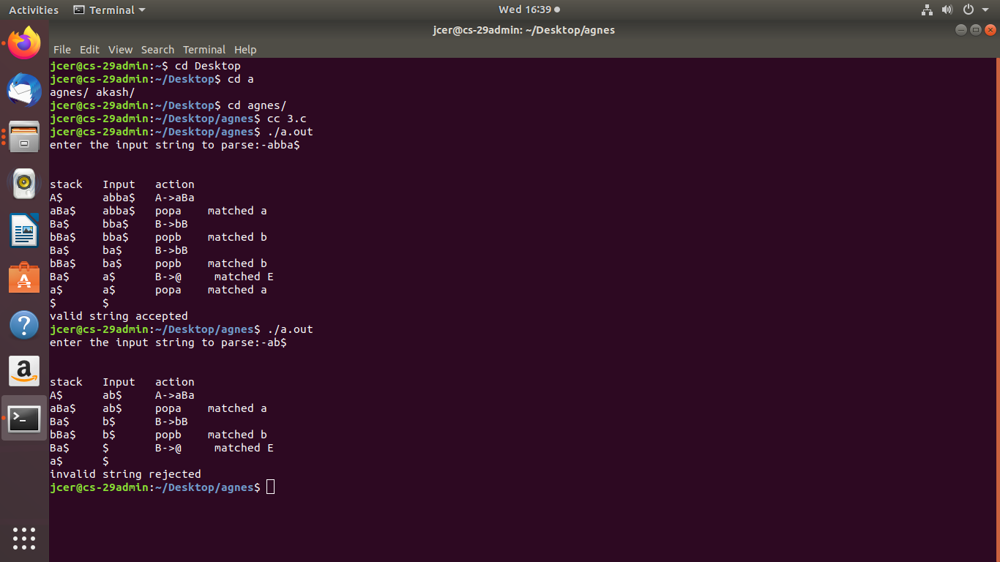 Activities Terminal Wed 16:39
jcer@cs-29admin: ~/Desktop/agnes
File Edit View Search Terminal Help
jcer@cs-29admin:~$ cd Desktop
jcer@cs-29admin:~/Desktop$ cd a
agnes/ akash/
jcer@cs-29admin:~/Desktop$ cd agnes/
jcer@cs-29admin:~/Desktop/agnes$ cc 3.c
jcer@cs-29admin:~/Desktop/agnes$ ./a.out
enter the input string to parse:-abba$
stack   Input   action
A$      abba$   A->aBa
aBa$    abba$   popa    matched a
Ba$     bba$    B->bB
bBa$    bba$    popb    matched b
Ba$     ba$     B->bB
bBa$    ba$     popb    matched b
Ba$     a$      B->@     matched E
a$      a$      popa    matched a
$       $
valid string accepted
jcer@cs-29admin:~/Desktop/agnes$ ./a.out
enter the input string to parse:-ab$
stack   Input   action
A$      ab$     A->aBa
aBa$    ab$     popa    matched a
Ba$     b$      B->bB
bBa$    b$      popb    matched b
Ba$     $       B->@     matched E
a$      $
invalid string rejected
jcer@cs-29admin:~/Desktop/agnes$